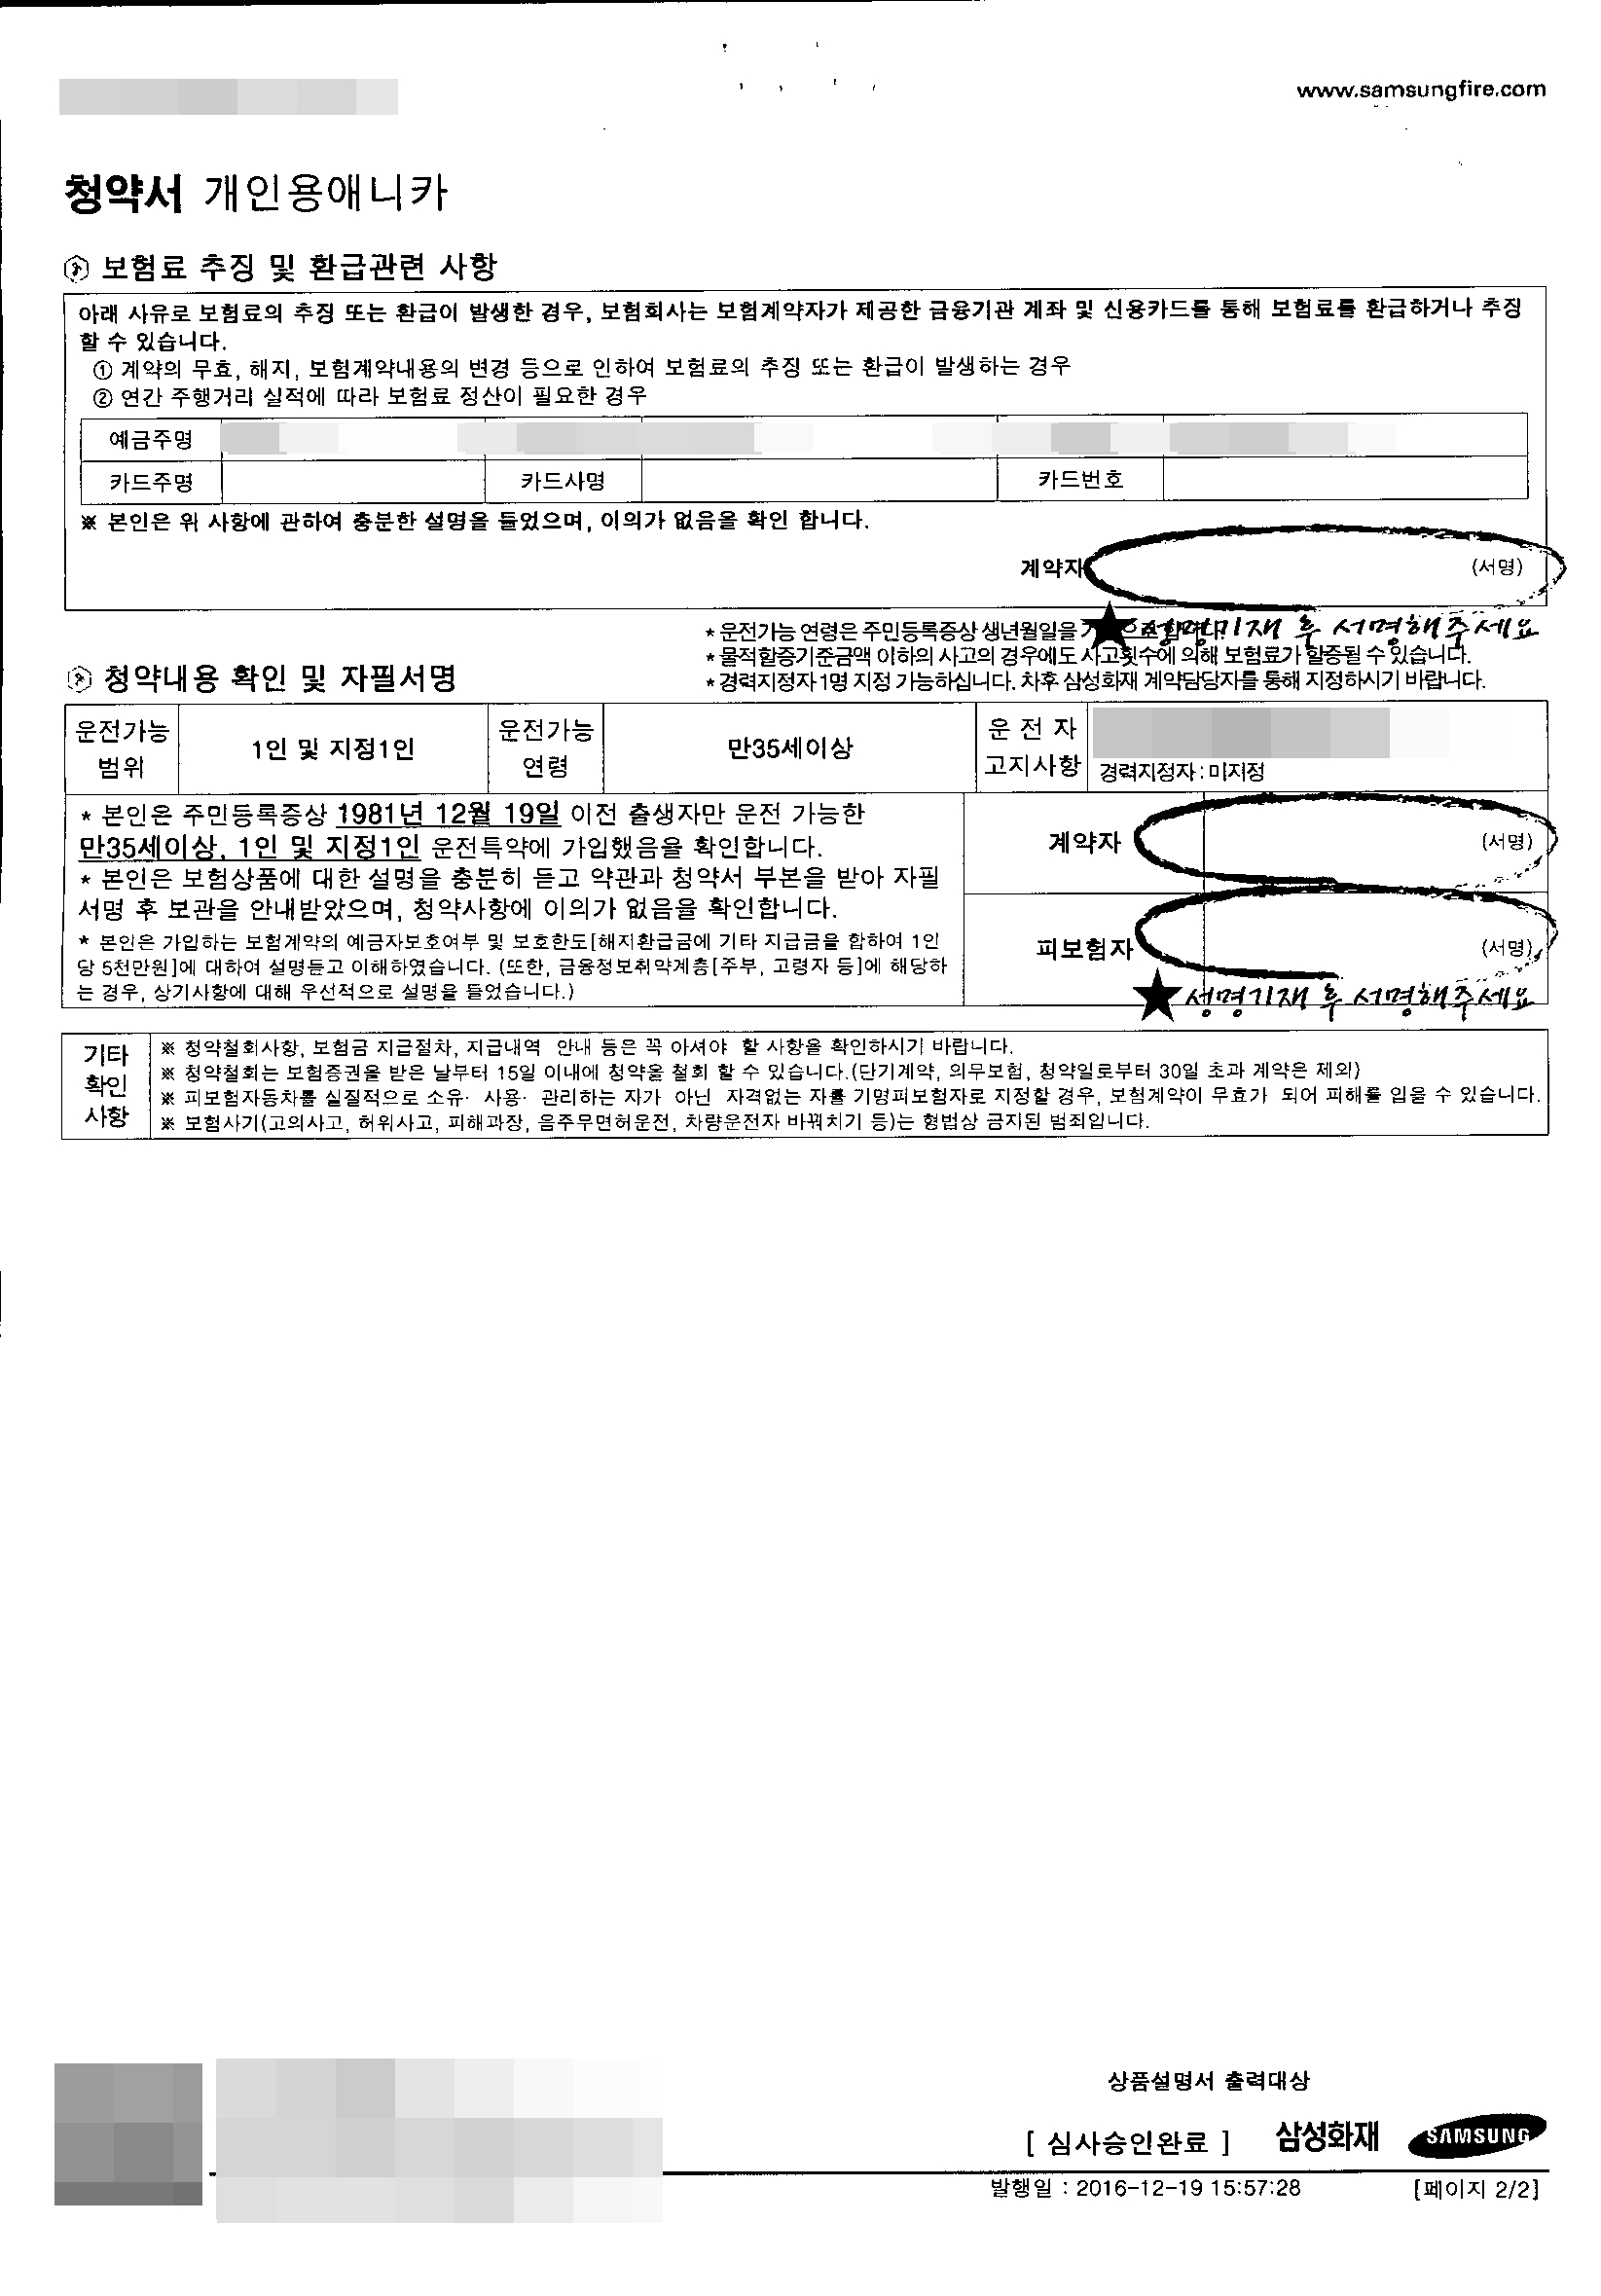 www.samsungfire.com
청약서 개인용애니카
보험료 추징 및 환급관련 사항
아래 사유로 보험료의 추징 또는 환급이 발생한 경우, 보험회사는 보험계약자가 제공한 금융기관 계좌 및 신용카드를 통해 보험료를 환급하거나 추징
할 수 있습니다.
① 계약의 무효, 해지, 보험계약내용의 변경 등으로 인하여 보험료의 추징 또는 환급이 발생하는 경우
② 연간 주행거리 실적에 따라 보험료 정산이 필요한 경우
예금주명
카드주명 카드사명 카드번호
※ 본인은 위 사항에 관하여 충분한 설명을 들었으며, 이의가 없음을 확인 합니다.
계약자 (서명)
★성명기재 후 서명해주세요
* 운전가능 연령은 주민등록증상 생년월일을
* 물적할증기준금액 이하의 사고의 경우에도 사고횟수에 의해 보험료가 할증될 수 있습니다.
* 경력지정자 1명 지정 가능하십니다. 차후 삼성화재 계약담당자를 통해 지정하시기 바랍니다.
청약내용 확인 및 자필서명
운전가능 범위 1인 및 지정1인 운전가능 연령 만35세이상 운 전 자 고지사항 경력지정자 : 미지정
* 본인은 주민등록증상 1981년 12월 19일 이전 출생자만 운전 가능한
만35세이상, 1인 및 지정1인 운전특약에 가입했음을 확인합니다.
계약자 (서명)
* 본인은 보험상품에 대한 설명을 충분히 듣고 약관과 청약서 부본을 받아 자필
서명 후 보관을 안내받았으며, 청약사항에 이의가 없음을 확인합니다.
* 본인은 가입하는 보험계약의 예금자보호여부 및 보호한도[해지환급금에 기타 지급금을 합하여 1인
당 5천만원]에 대하여 설명듣고 이해하였습니다. (또한, 금융정보취약계층[주부, 고령자 등]에 해당하
는 경우, 상기사항에 대해 우선적으로 설명을 들었습니다.)
피보험자 (서명)
★성명기재 후 서명해주세요
기타 확인 사항
※ 청약철회사항, 보험금 지급절차, 지급내역 안내 등은 꼭 아셔야 할 사항을 확인하시기 바랍니다.
※ 청약철회는 보험증권을 받은 날부터 15일 이내에 청약을 철회 할 수 있습니다.(단기계약, 의무보험, 청약일로부터 30일 초과 계약은 제외)
※ 피보험자동차를 실질적으로 소유· 사용· 관리하는 자가 아닌 자격없는 자를 기명피보험자로 지정할 경우, 보험계약이 무효가 되어 피해를 입을 수 있습니다.
※ 보험사기(고의사고, 허위사고, 피해과장, 음주무면허운전, 차량운전자 바꿔치기 등)는 형법상 금지된 범죄입니다.
상품설명서 출력대상
[ 심사승인완료 ] 삼성화재 SAMSUNG
발행일 : 2016-12-19 15:57:28 [페이지 2/2]